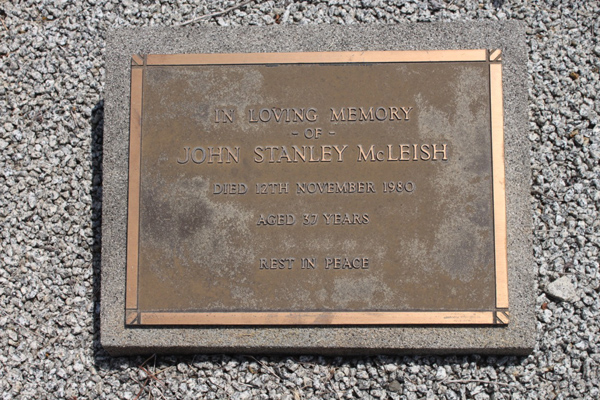 IN LOVING MEMORY
- OF -
JOHN STANLEY McLEISH
DIED 12TH NOVEMBER 1980
AGED 37 YEARS
REST IN PEACE